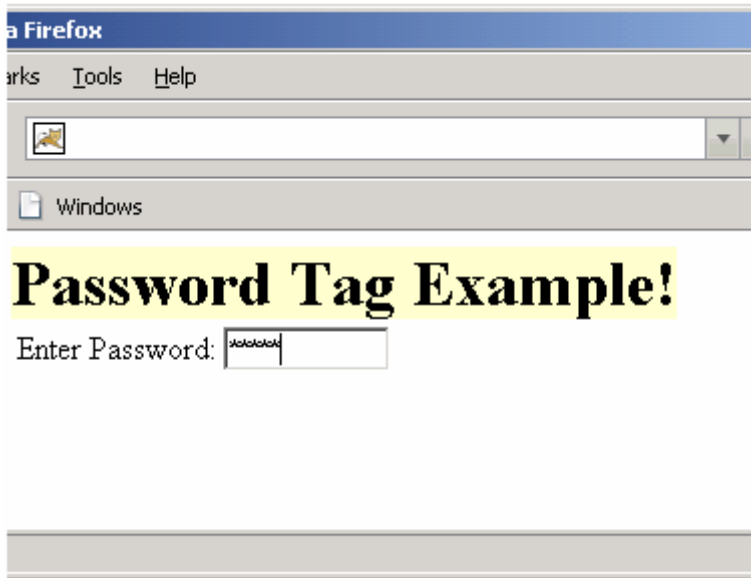 a Firefox
arks Tools Help
Windows
Password Tag Example!
Enter Password: ******